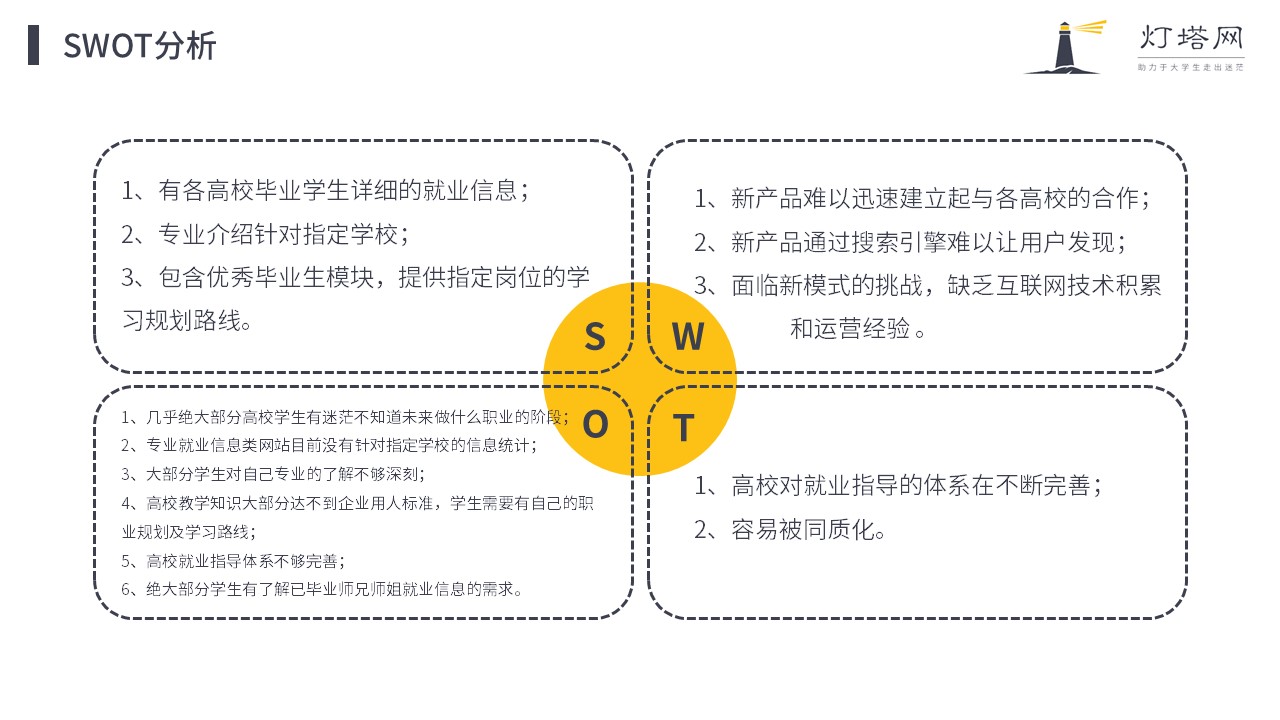 SWOT分析
灯塔网
助力于大学生走出迷茫
1、有各高校毕业学生详细的就业信息；
2、专业介绍针对指定学校；
3、包含优秀毕业生模块，提供指定岗位的学
习规划路线。
S
1、新产品难以迅速建立起与各高校的合作；
2、新产品通过搜索引擎难以让用户发现；
3、面临新模式的挑战，缺乏互联网技术积累
和运营经验 。
W
1、几乎绝大部分高校学生有迷茫不知道未来做什么职业的阶段；
2、专业就业信息类网站目前没有针对指定学校的信息统计；
3、大部分学生对自己专业的了解不够深刻；
4、高校教学知识大部分达不到企业用人标准，学生需要有自己的职
业规划及学习路线；
5、高校就业指导体系不够完善；
6、绝大部分学生有了解已毕业师兄师姐就业信息的需求。
O
T
1、高校对就业指导的体系在不断完善；
2、容易被同质化。